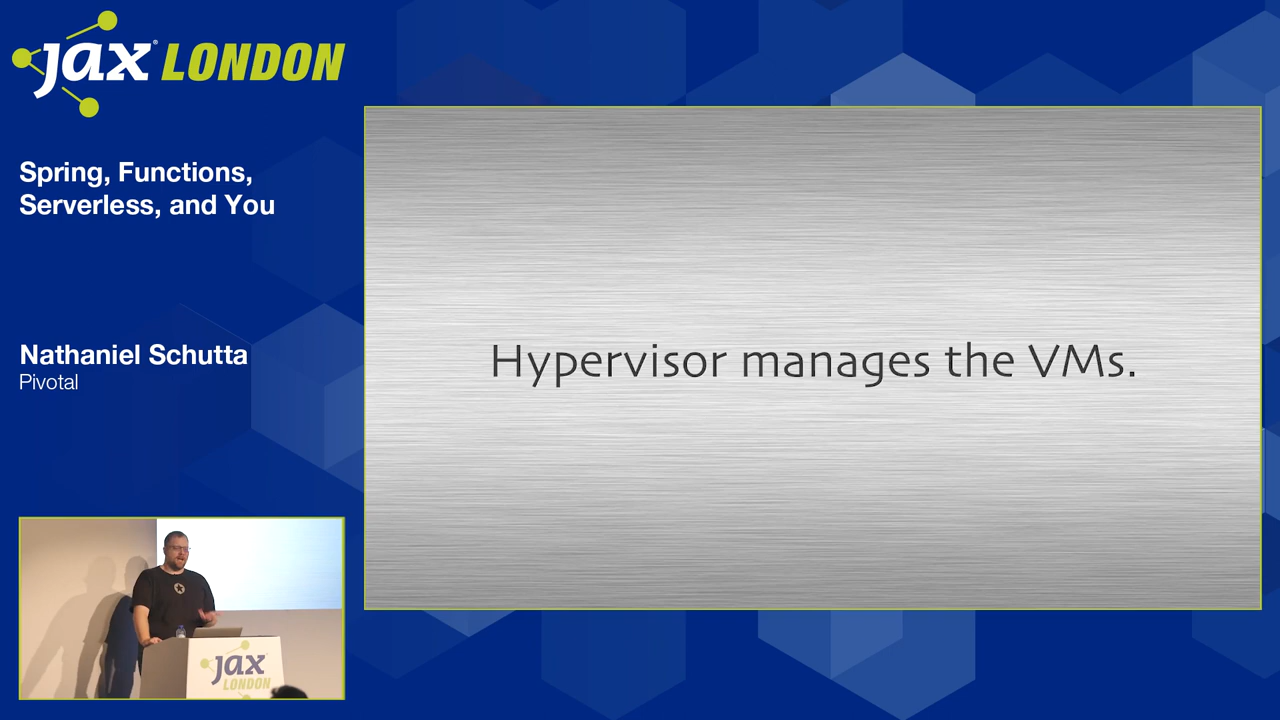 jax® LONDON
Spring, Functions,
Serverless, and You
Nathaniel Schutta
Pivotal
Hypervisor manages the VMs.
jax
LONDON